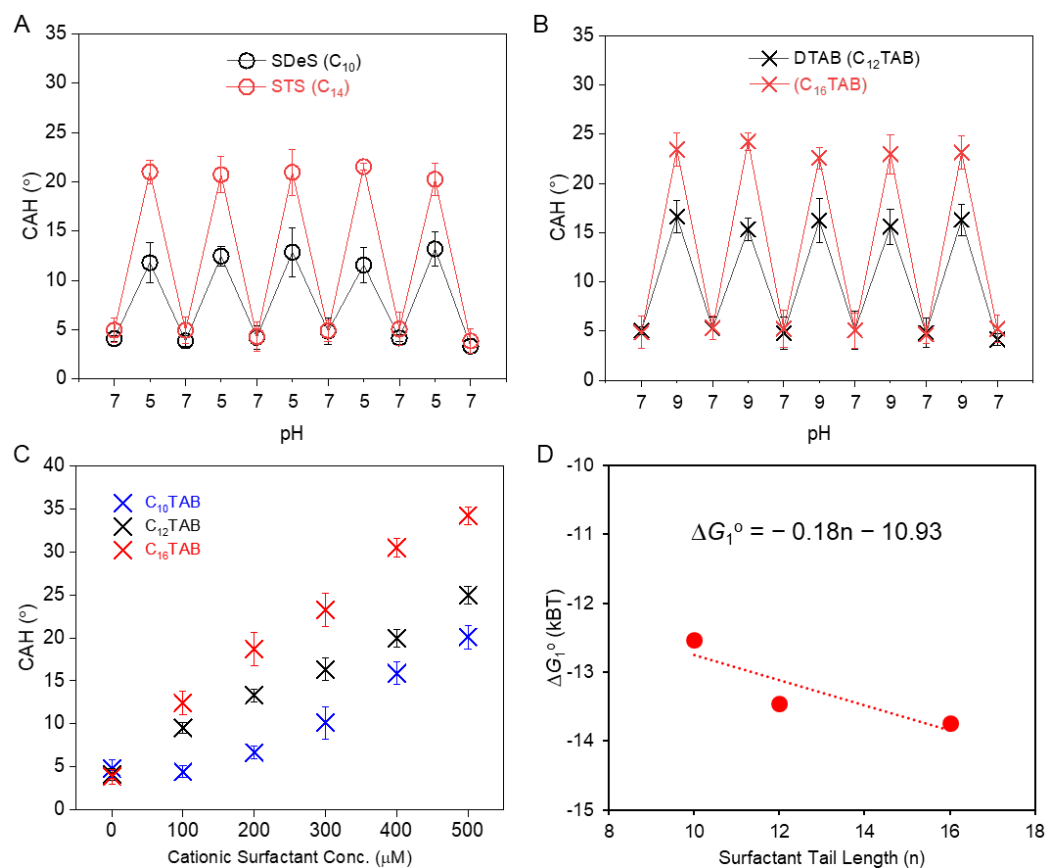 A
35
30
25
20
15
10
5
0
CAH (°)
SDeS (C₁₀)
STS (C₁₄)
7 5 7 5 7 5 7 5 7 5 7
pH
B
35
30
25
20
15
10
5
0
CAH (°)
DTAB (C₁₂TAB)
(C₁₆TAB)
7 9 7 9 7 9 7 9 7 9 7
pH
C
40
35
30
25
20
15
10
5
0
CAH (°)
C₁₀TAB
C₁₂TAB
C₁₆TAB
0 100 200 300 400 500
Cationic Surfactant Conc. (μM)
D
-10
-11
-12
-13
-14
-15
ΔG₁° (kBT)
ΔG₁° = − 0.18n − 10.93
8 10 12 14 16 18
Surfactant Tail Length (n)